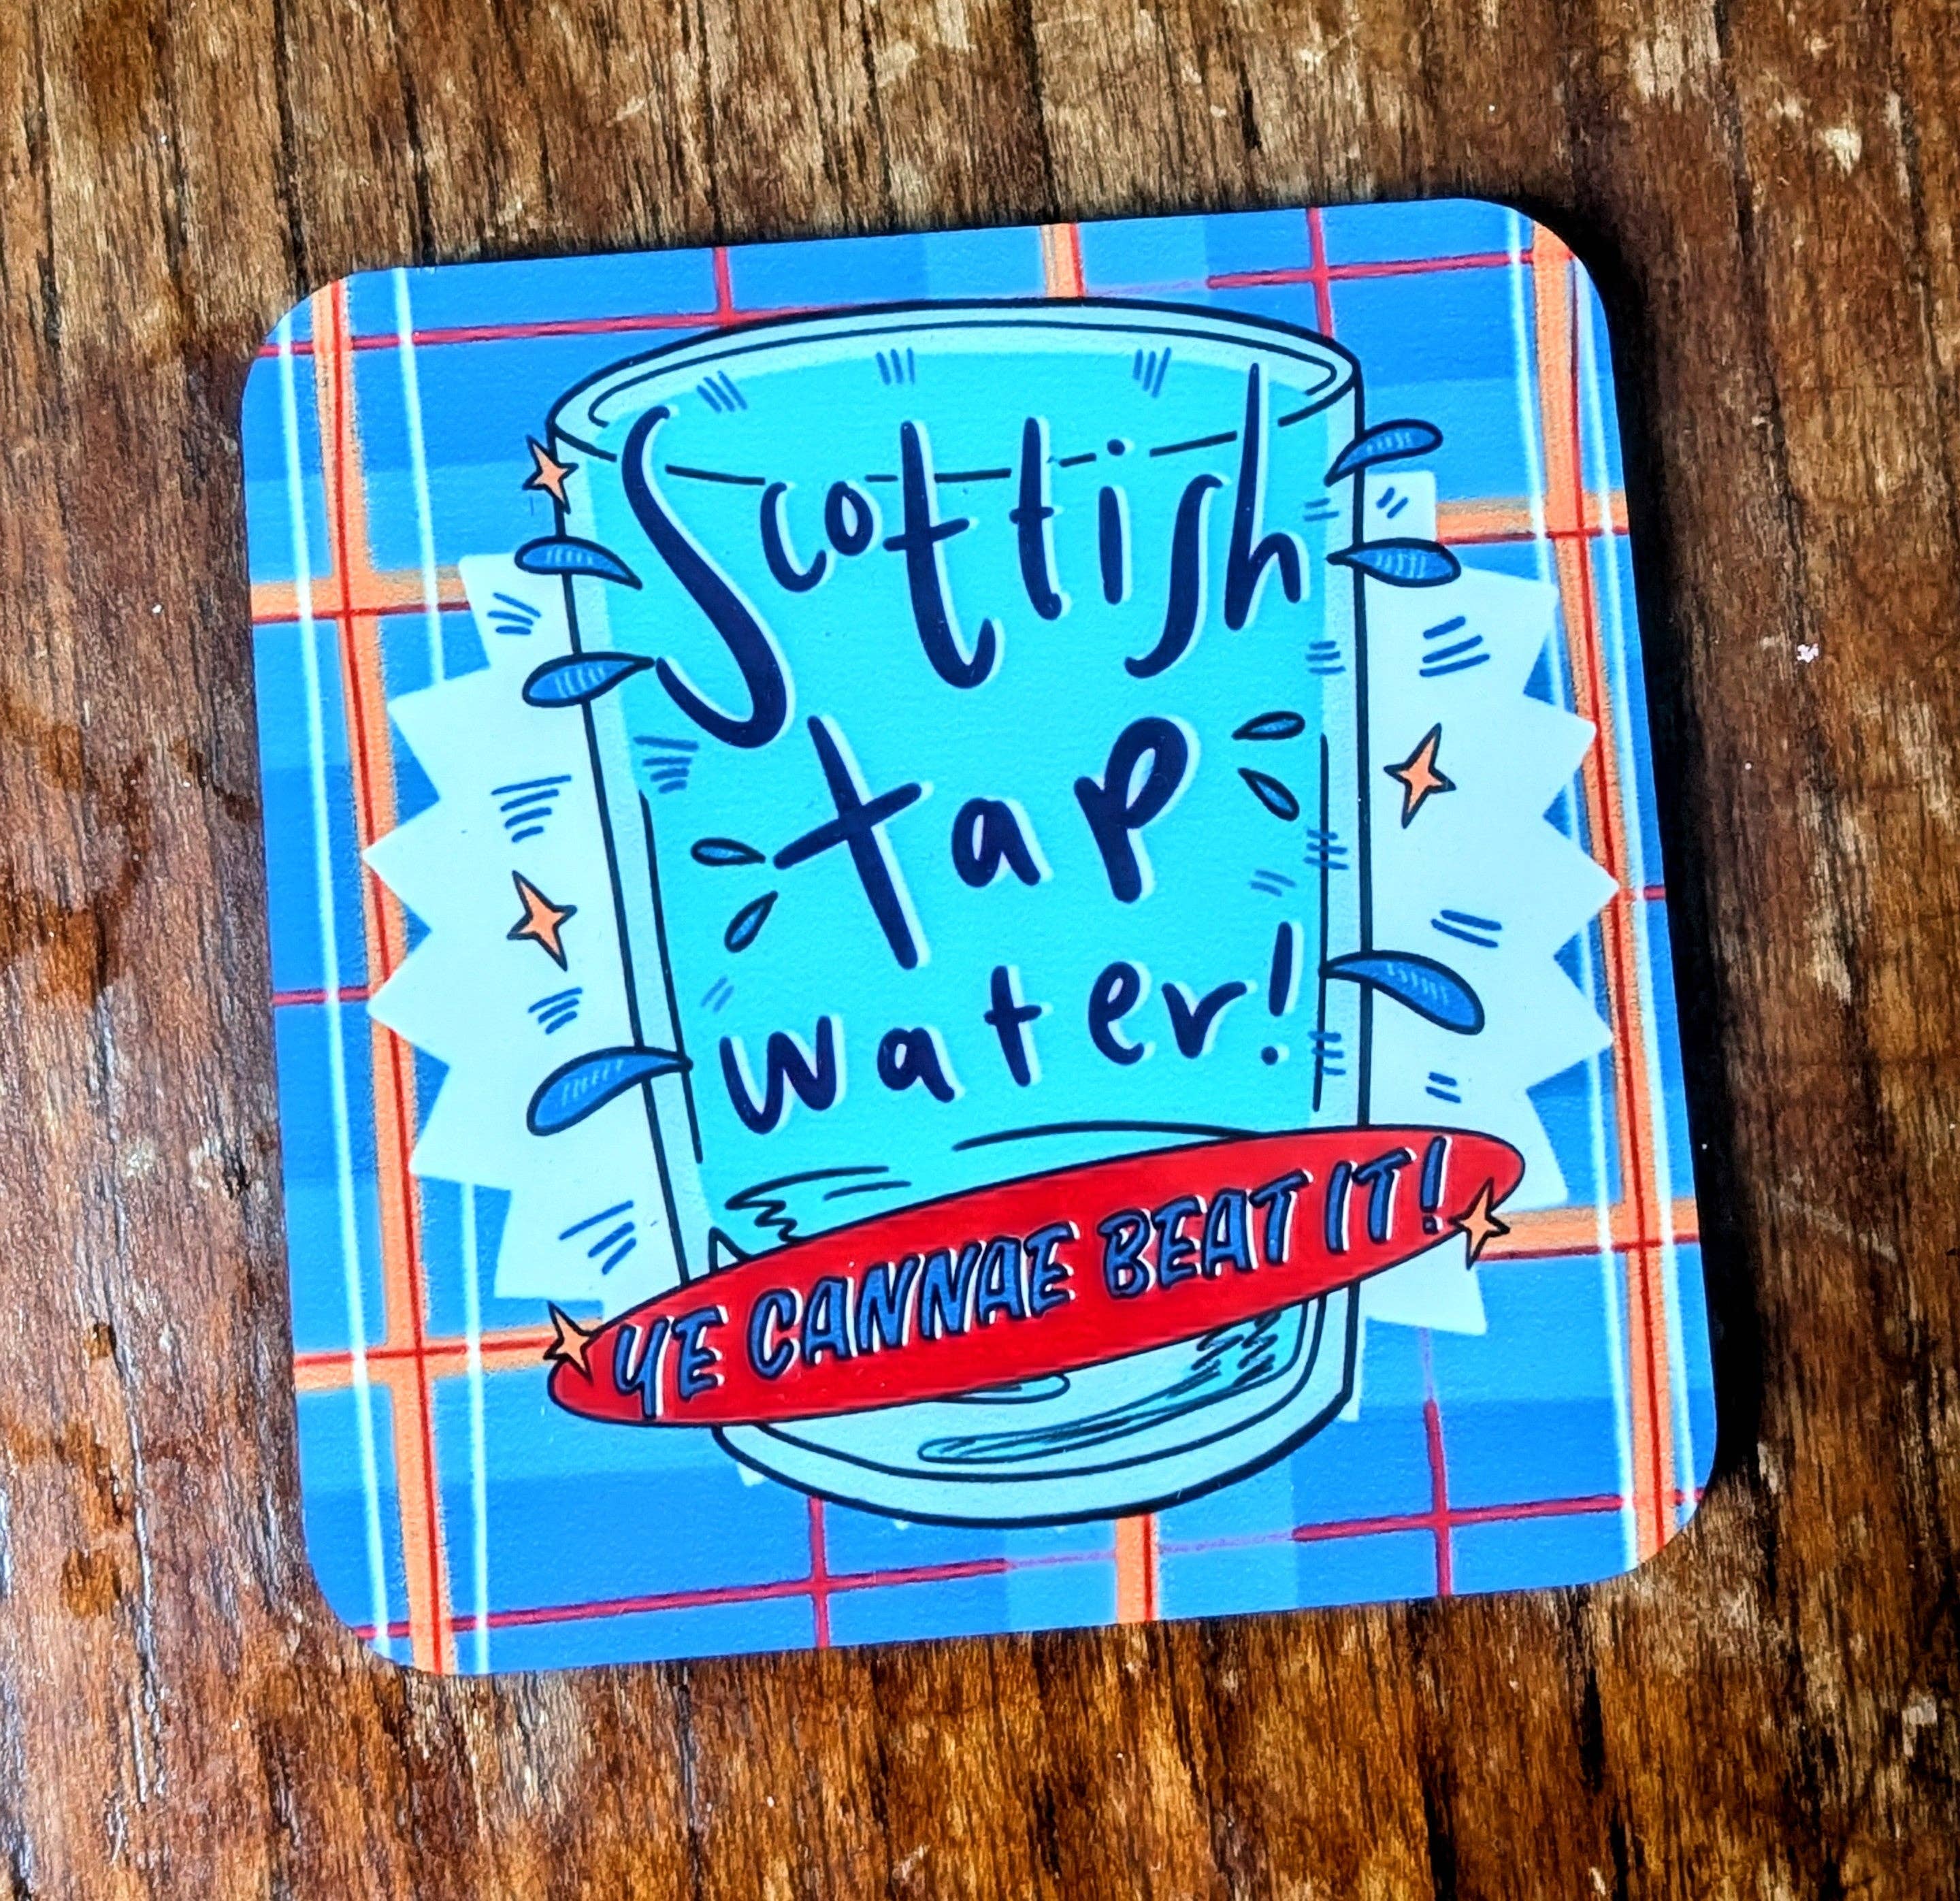 Scottish
tap
water!
YE CANNAE BEAT IT!